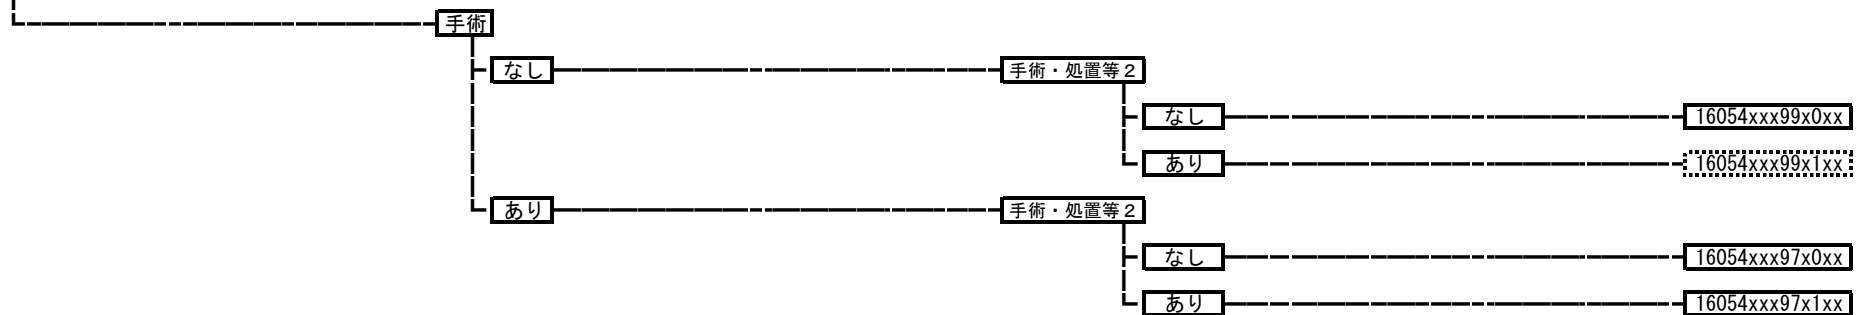 手術
なし 手術・処置等２
なし 16054xxx99x0xx
あり 16054xxx99x1xx
あり 手術・処置等２
なし 16054xxx97x0xx
あり 16054xxx97x1xx